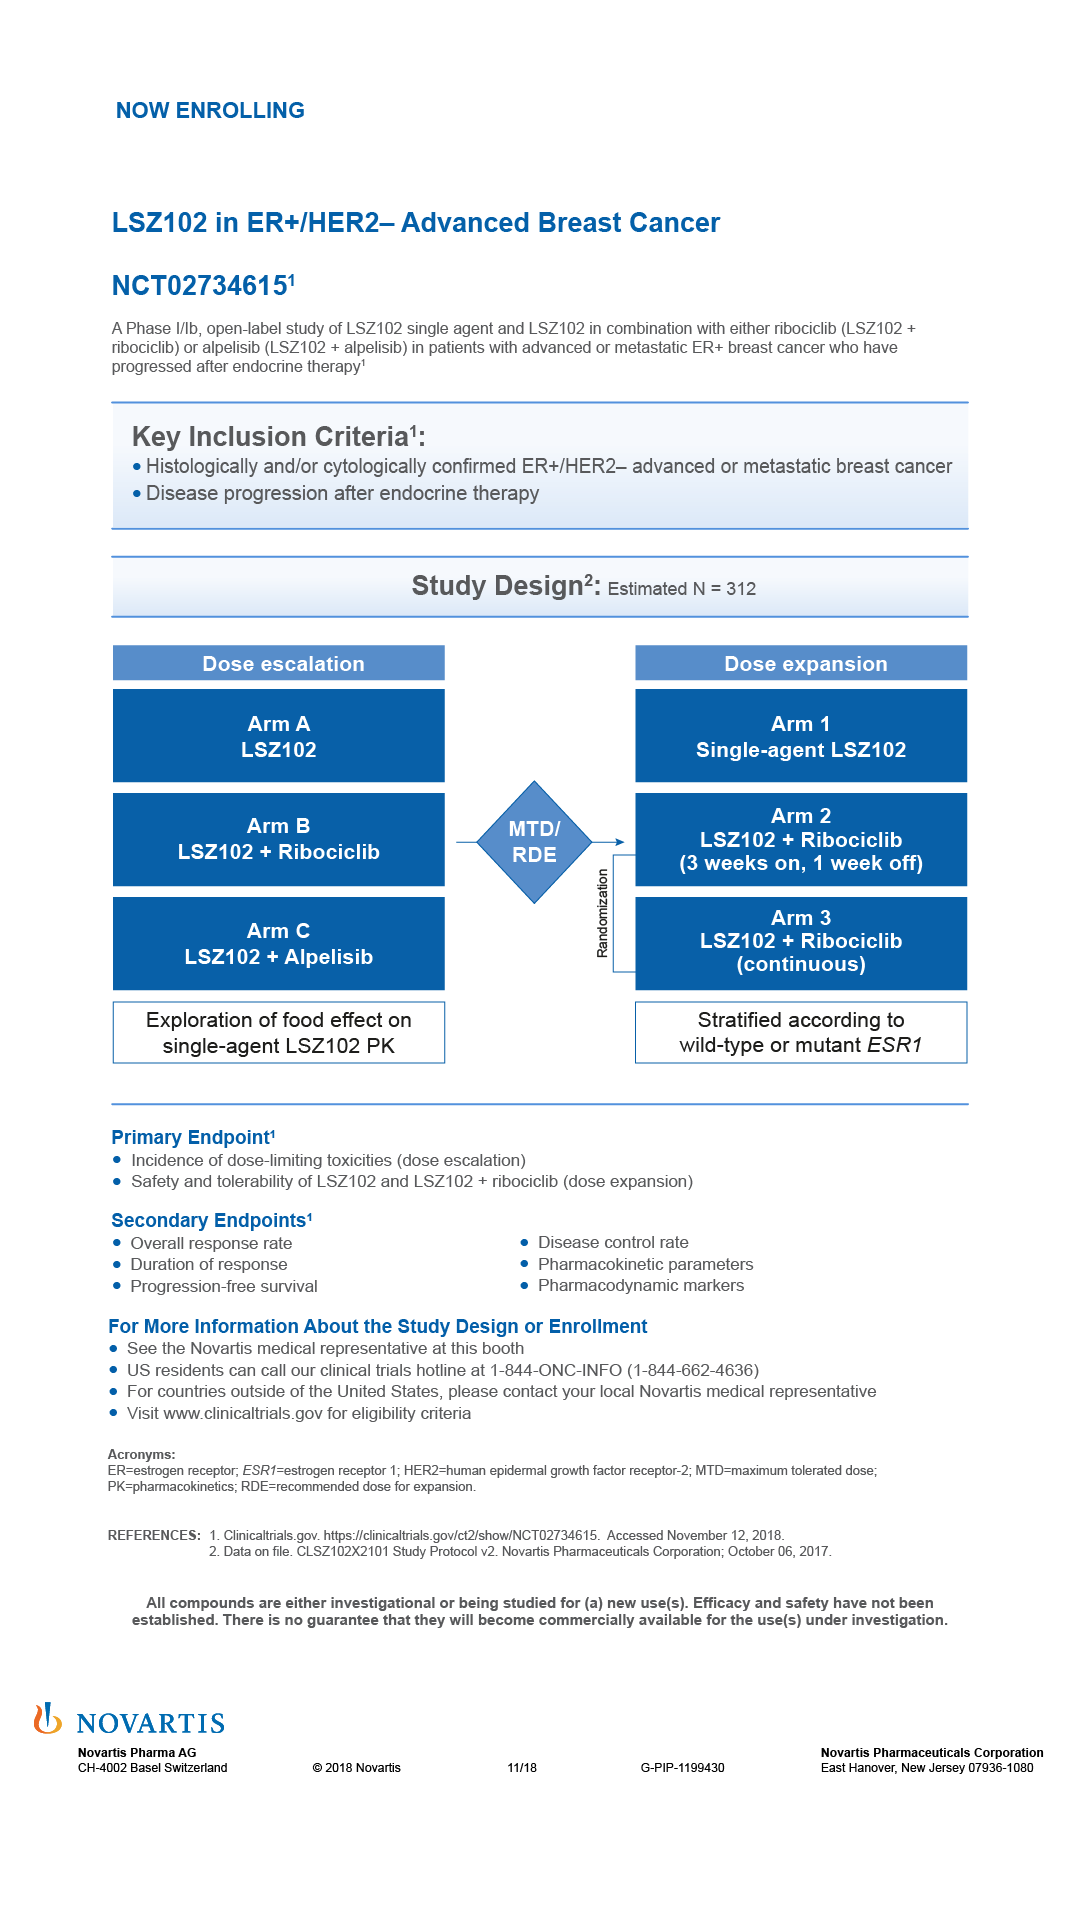 NOW ENROLLING
LSZ102 in ER+/HER2– Advanced Breast Cancer
NCT02734615¹
A Phase I/Ib, open-label study of LSZ102 single agent and LSZ102 in combination with either ribociclib (LSZ102 +
ribociclib) or alpelisib (LSZ102 + alpelisib) in patients with advanced or metastatic ER+ breast cancer who have
progressed after endocrine therapy¹
Key Inclusion Criteria¹:
• Histologically and/or cytologically confirmed ER+/HER2– advanced or metastatic breast cancer
• Disease progression after endocrine therapy
Study Design²: Estimated N = 312
Dose escalation
Arm A
LSZ102
Arm B
LSZ102 + Ribociclib
Arm C
LSZ102 + Alpelisib
Exploration of food effect on
single-agent LSZ102 PK
MTD/
RDE
Randomization
Dose expansion
Arm 1
Single-agent LSZ102
Arm 2
LSZ102 + Ribociclib
(3 weeks on, 1 week off)
Arm 3
LSZ102 + Ribociclib
(continuous)
Stratified according to
wild-type or mutant ESR1
Primary Endpoint¹
• Incidence of dose-limiting toxicities (dose escalation)
• Safety and tolerability of LSZ102 and LSZ102 + ribociclib (dose expansion)
Secondary Endpoints¹
• Overall response rate
• Duration of response
• Progression-free survival
• Disease control rate
• Pharmacokinetic parameters
• Pharmacodynamic markers
For More Information About the Study Design or Enrollment
• See the Novartis medical representative at this booth
• US residents can call our clinical trials hotline at 1-844-ONC-INFO (1-844-662-4636)
• For countries outside of the United States, please contact your local Novartis medical representative
• Visit www.clinicaltrials.gov for eligibility criteria
Acronyms:
ER=estrogen receptor; ESR1=estrogen receptor 1; HER2=human epidermal growth factor receptor-2; MTD=maximum tolerated dose;
PK=pharmacokinetics; RDE=recommended dose for expansion.
REFERENCES: 1. Clinicaltrials.gov. https://clinicaltrials.gov/ct2/show/NCT02734615. Accessed November 12, 2018.
2. Data on file. CLSZ102X2101 Study Protocol v2. Novartis Pharmaceuticals Corporation; October 06, 2017.
All compounds are either investigational or being studied for (a) new use(s). Efficacy and safety have not been
established. There is no guarantee that they will become commercially available for the use(s) under investigation.
NOVARTIS
Novartis Pharma AG
CH-4002 Basel Switzerland
© 2018 Novartis
11/18
G-PIP-1199430
Novartis Pharmaceuticals Corporation
East Hanover, New Jersey 07936-1080